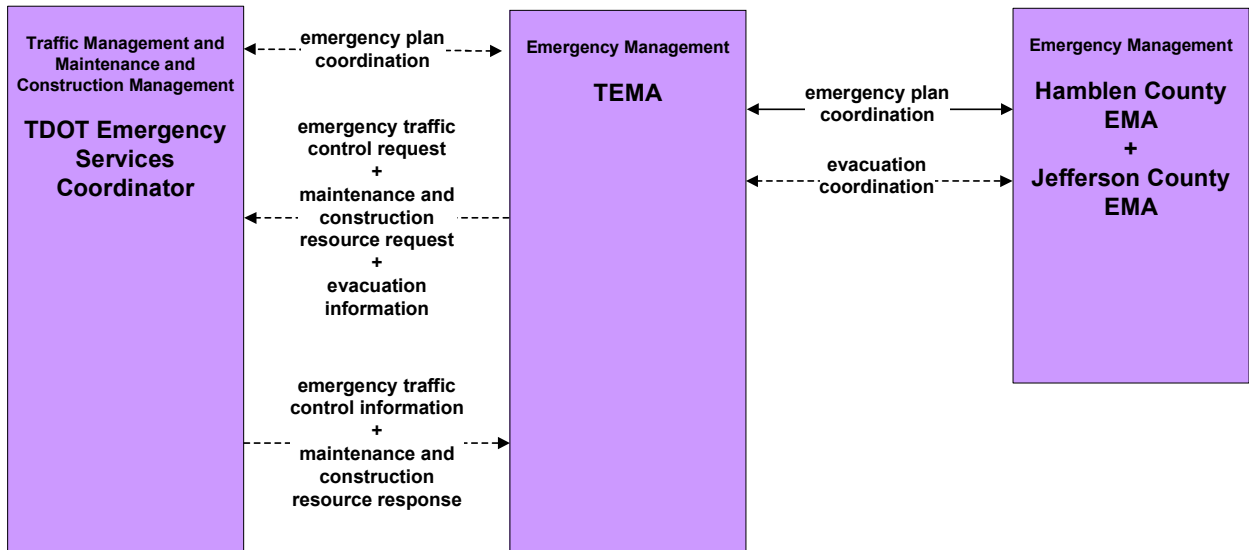 Traffic Management and
Maintenance and
Construction Management
TDOT Emergency
Services
Coordinator
emergency plan
coordination
emergency traffic
control request
+
maintenance and
construction
resource request
+
evacuation
information
emergency traffic
control information
+
maintenance and
construction
resource response
Emergency Management
TEMA
emergency plan
coordination
evacuation
coordination
Emergency Management
Hamblen County
EMA
+
Jefferson County
EMA